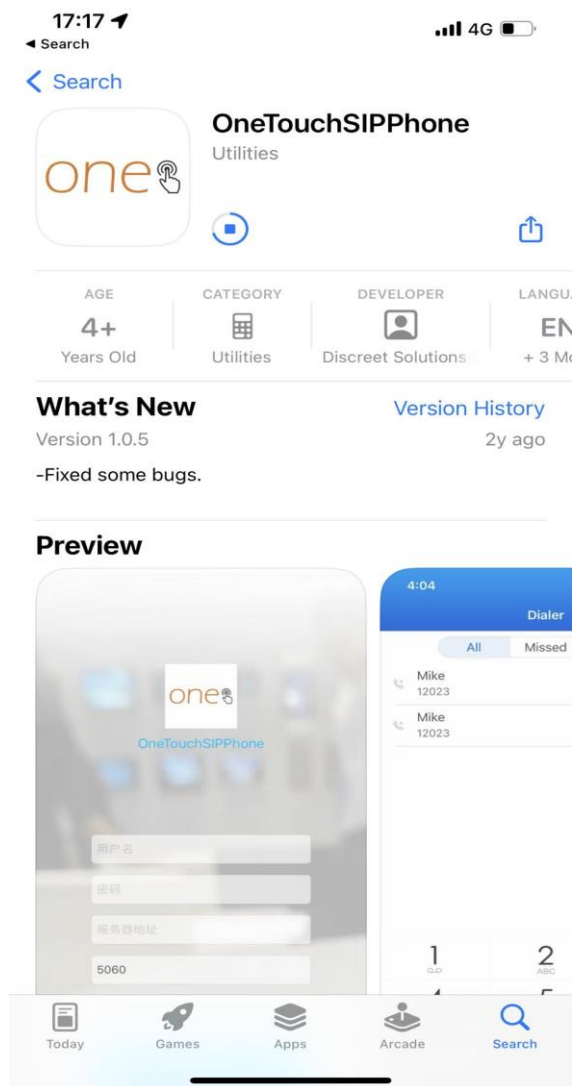 17:17
4G
Search
Search
one
OneTouchSIPPhone
Utilities
AGE
4+
Years Old
CATEGORY
Utilities
DEVELOPER
Discreet Solutions
LANGU
EN
+ 3 Mo
What's New
Version History
Version 1.0.5
2y ago
-Fixed some bugs.
Preview
one
OneTouchSIPPhone
用户名
密码
服务器地址
5060
4:04
Dialer
All
Missed
Mike
12023
Mike
12023
1
2
ABC
Today
Games
Apps
Arcade
Search